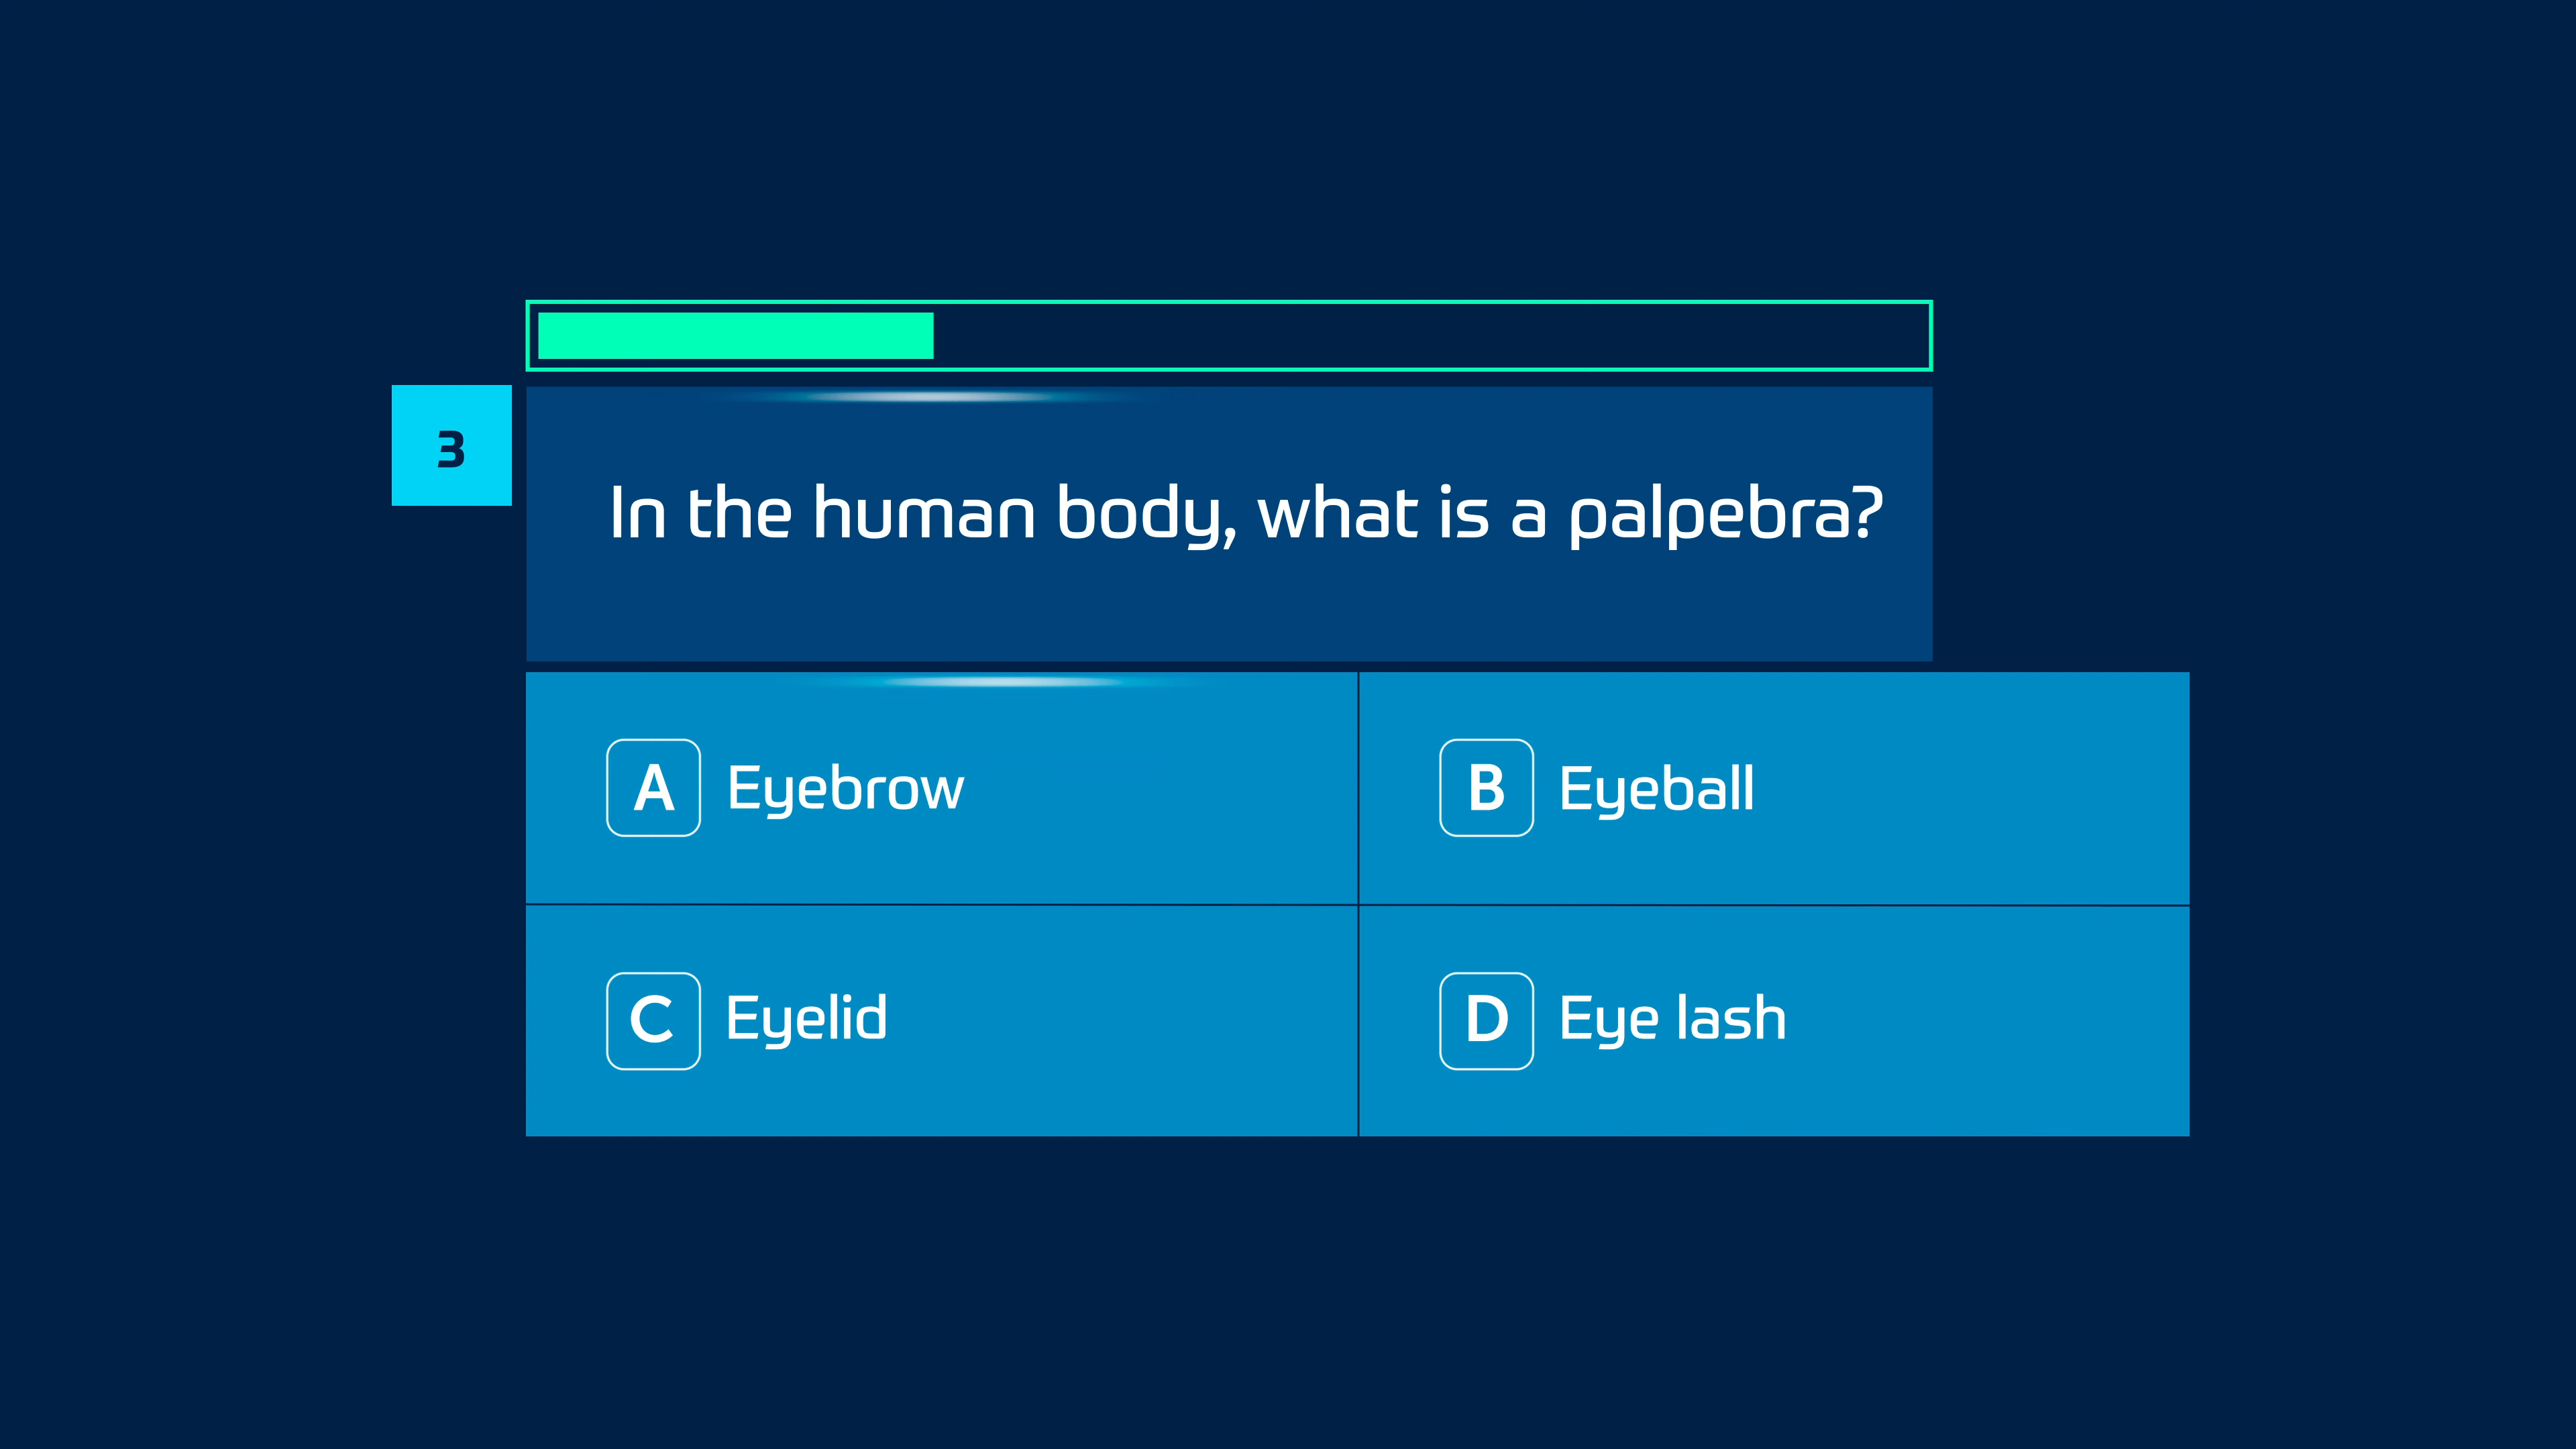 3
In the human body, what is a palpebra?
A Eyebrow
B Eyeball
C Eyelid
D Eye lash